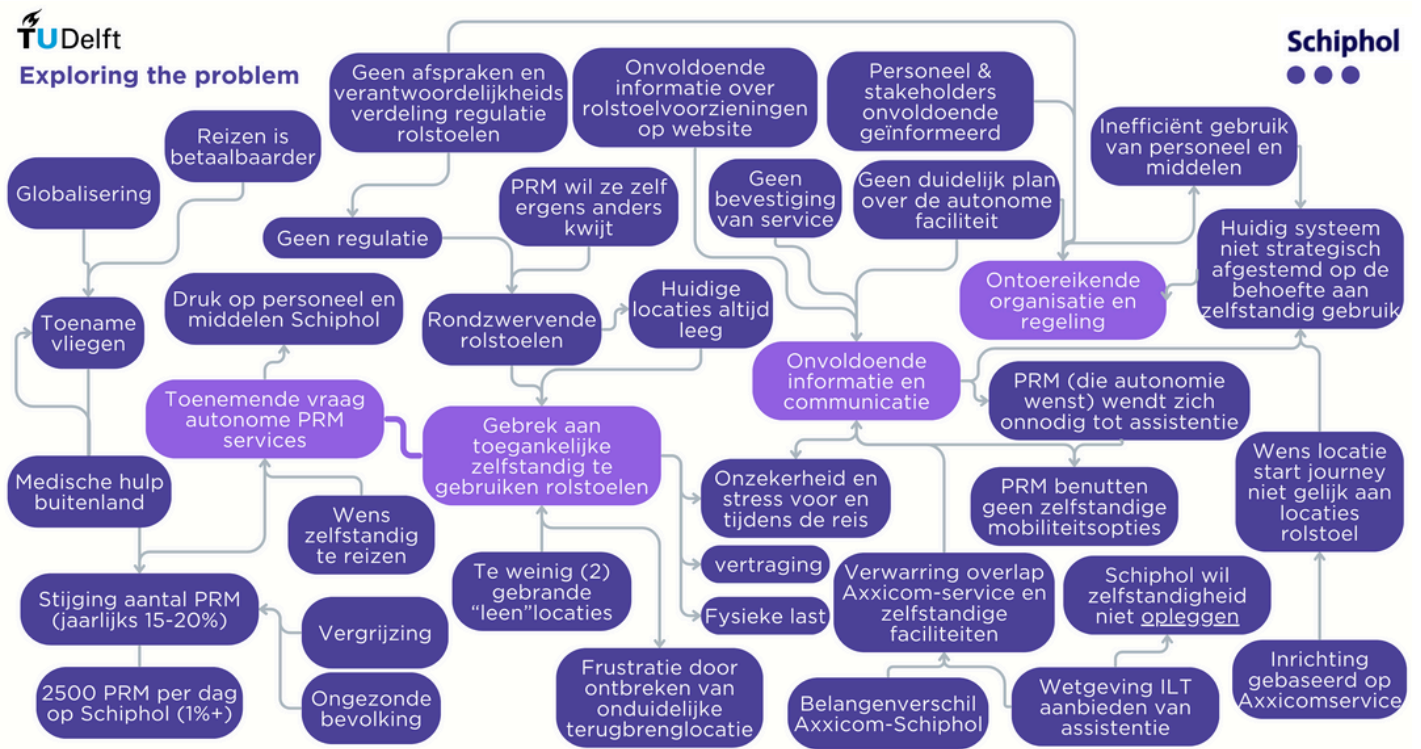 TU Delft
Exploring the problem
Schiphol
Geen afspraken en
verantwoordelijkheids
verdeling regulatie
rolstoelen
Onvoldoende
informatie over
rolstoelvoorzieningen
op website
Personeel &
stakeholders
onvoldoende
geïnformeerd
Inefficiënt gebruik
van personeel en
middelen
Reizen is
betaalbaarder
Globalisering
PRM wil ze zelf
ergens anders
kwijt
Geen
bevestiging
van service
Geen duidelijk plan
over de autonome
faciliteit
Geen regulatie
Huidig systeem
niet strategisch
afgestemd op de
behoefte aan
zelfstandig gebruik
Ontoereikende
organisatie en
regeling
Toename
vliegen
Druk op personeel en
middelen Schiphol
Rondzwervende
rolstoelen
Huidige
locaties altijd
leeg
Onvoldoende
informatie en
communicatie
PRM (die autonomie
wenst) wendt zich
onnodig tot assistentie
Toenemende vraag
autonome PRM
services
Gebrek aan
toegankelijke
zelfstandig te
gebruiken rolstoelen
Medische hulp
buitenland
Wens
zelfstandig
te reizen
Onzekerheid en
stress voor en
tijdens de reis
PRM benutten
geen zelfstandige
mobiliteitsopties
Wens locatie
start journey
niet gelijk aan
locaties
rolstoel
vertraging
Te weinig (2)
gebrande
“leen”locaties
Fysieke last
Verwarring overlap
Axxicom-service en
zelfstandige
faciliteiten
Schiphol wil
zelfstandigheid
niet opleggen
Stijging aantal PRM
(jaarlijks 15-20%)
Vergrijzing
2500 PRM per dag
op Schiphol (1%+)
Ongezonde
bevolking
Frustratie door
ontbreken van
onduidelijke
terugbrenglocatie
Belangenverschil
Axxicom-Schiphol
Wetgeving ILT
aanbieden van
assistentie
Inrichting
gebaseerd op
Axxicomservice